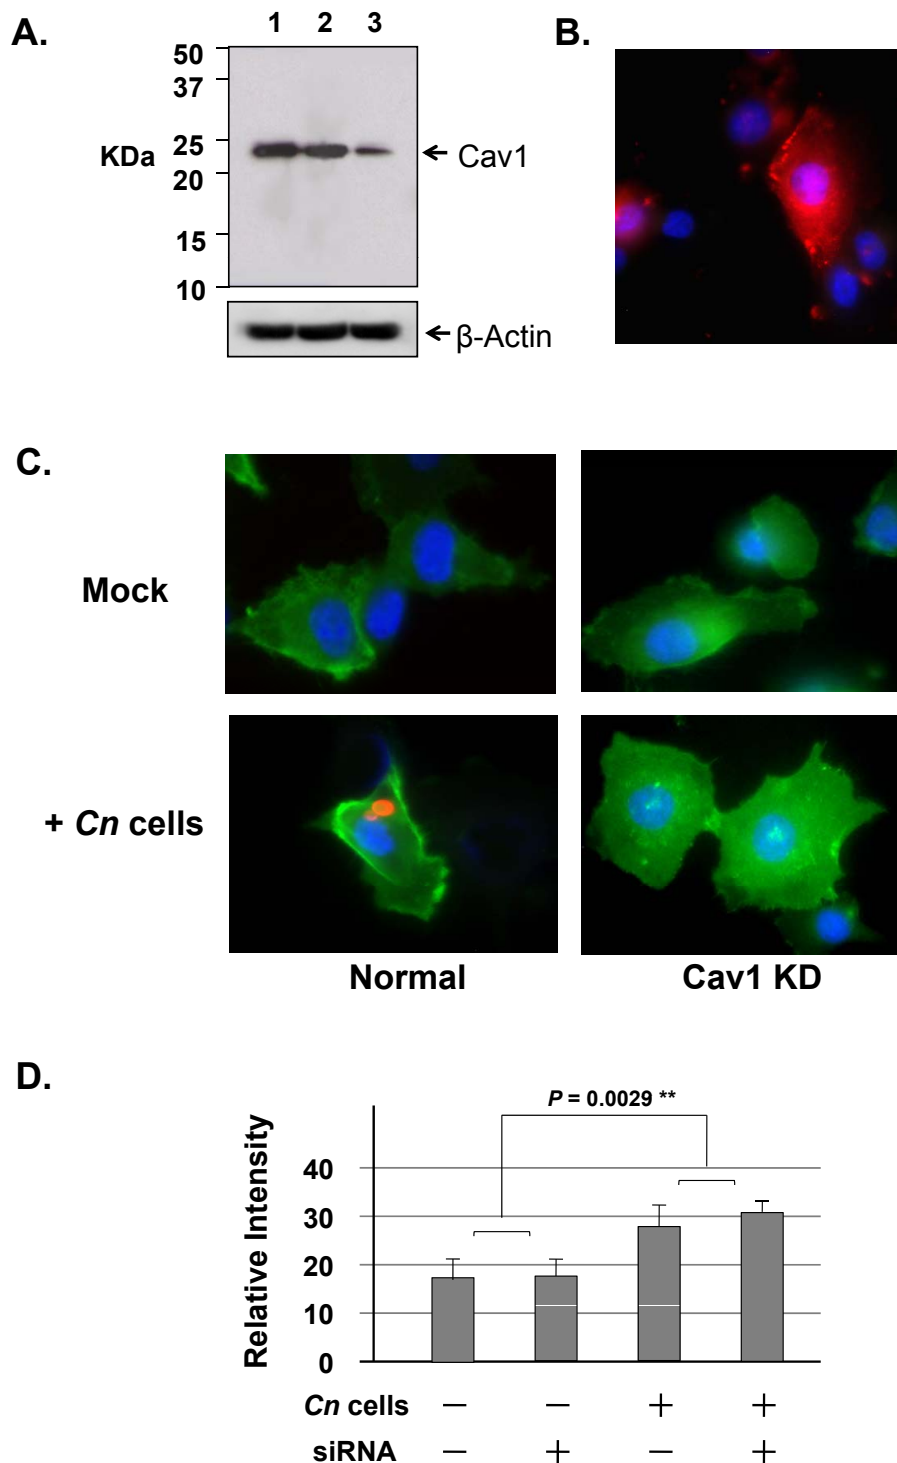 A.
1 2 3
50
37
KDa 25
20
15
10
Cav1
β-Actin
B.
C.
Mock
+ Cn cells
Normal Cav1 KD
D.
P = 0.0029 **
Relative Intensity
40
30
20
10
0
Cn cells − − + +
siRNA − + − +